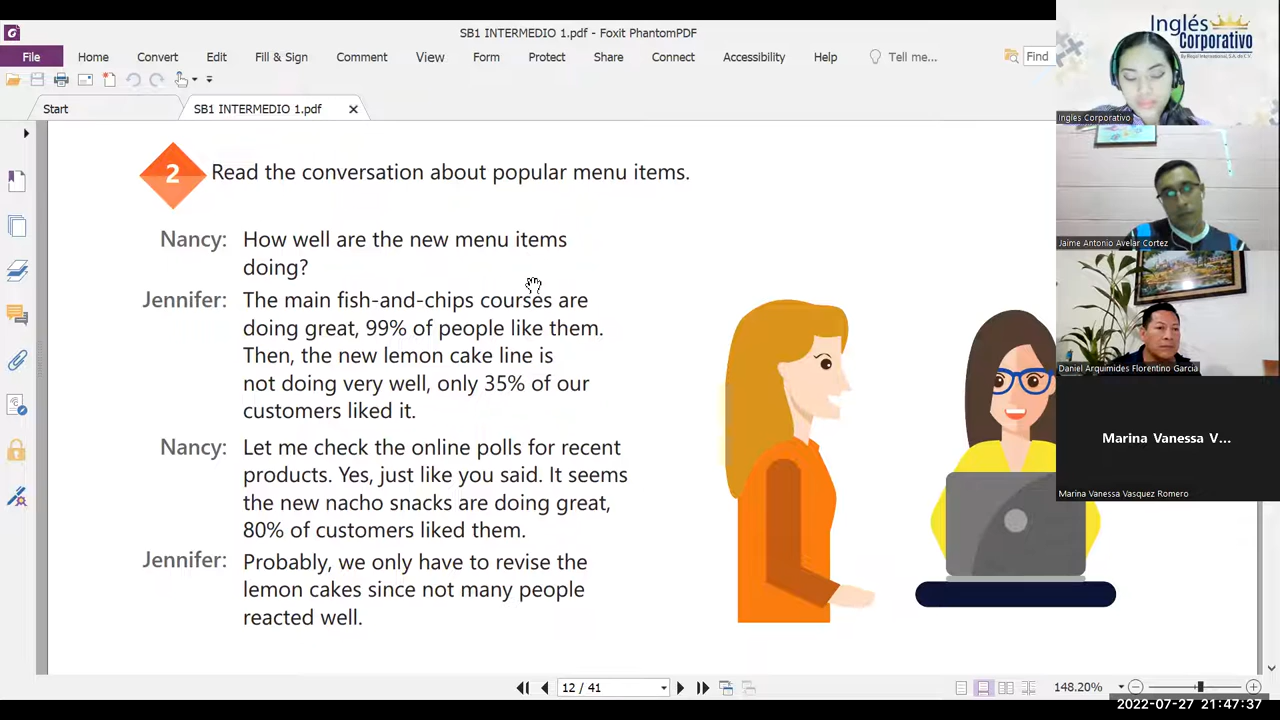 SB1 INTERMEDIO 1.pdf - Foxit PhantomPDF
File Home Convert Edit Fill & Sign Comment View Form Protect Share Connect Accessibility Help Tell me... Find
Start SB1 INTERMEDIO 1.pdf
2 Read the conversation about popular menu items.
Nancy: How well are the new menu items
doing?
Jennifer: The main fish-and-chips courses are
doing great, 99% of people like them.
Then, the new lemon cake line is
not doing very well, only 35% of our
customers liked it.
Nancy: Let me check the online polls for recent
products. Yes, just like you said. It seems
the new nacho snacks are doing great,
80% of customers liked them.
Jennifer: Probably, we only have to revise the
lemon cakes since not many people
reacted well.
12 / 41
148.20%
Inglés
Corporativo
By Regal International, S.A. de C.V.
Inglés Corporativo
Jaime Antonio Avelar Cortez
Daniel Arquimides Florentino Garcia
Marina Vanessa V...
Marina Vanessa Vasquez Romero
2022-07-27 21:47:37